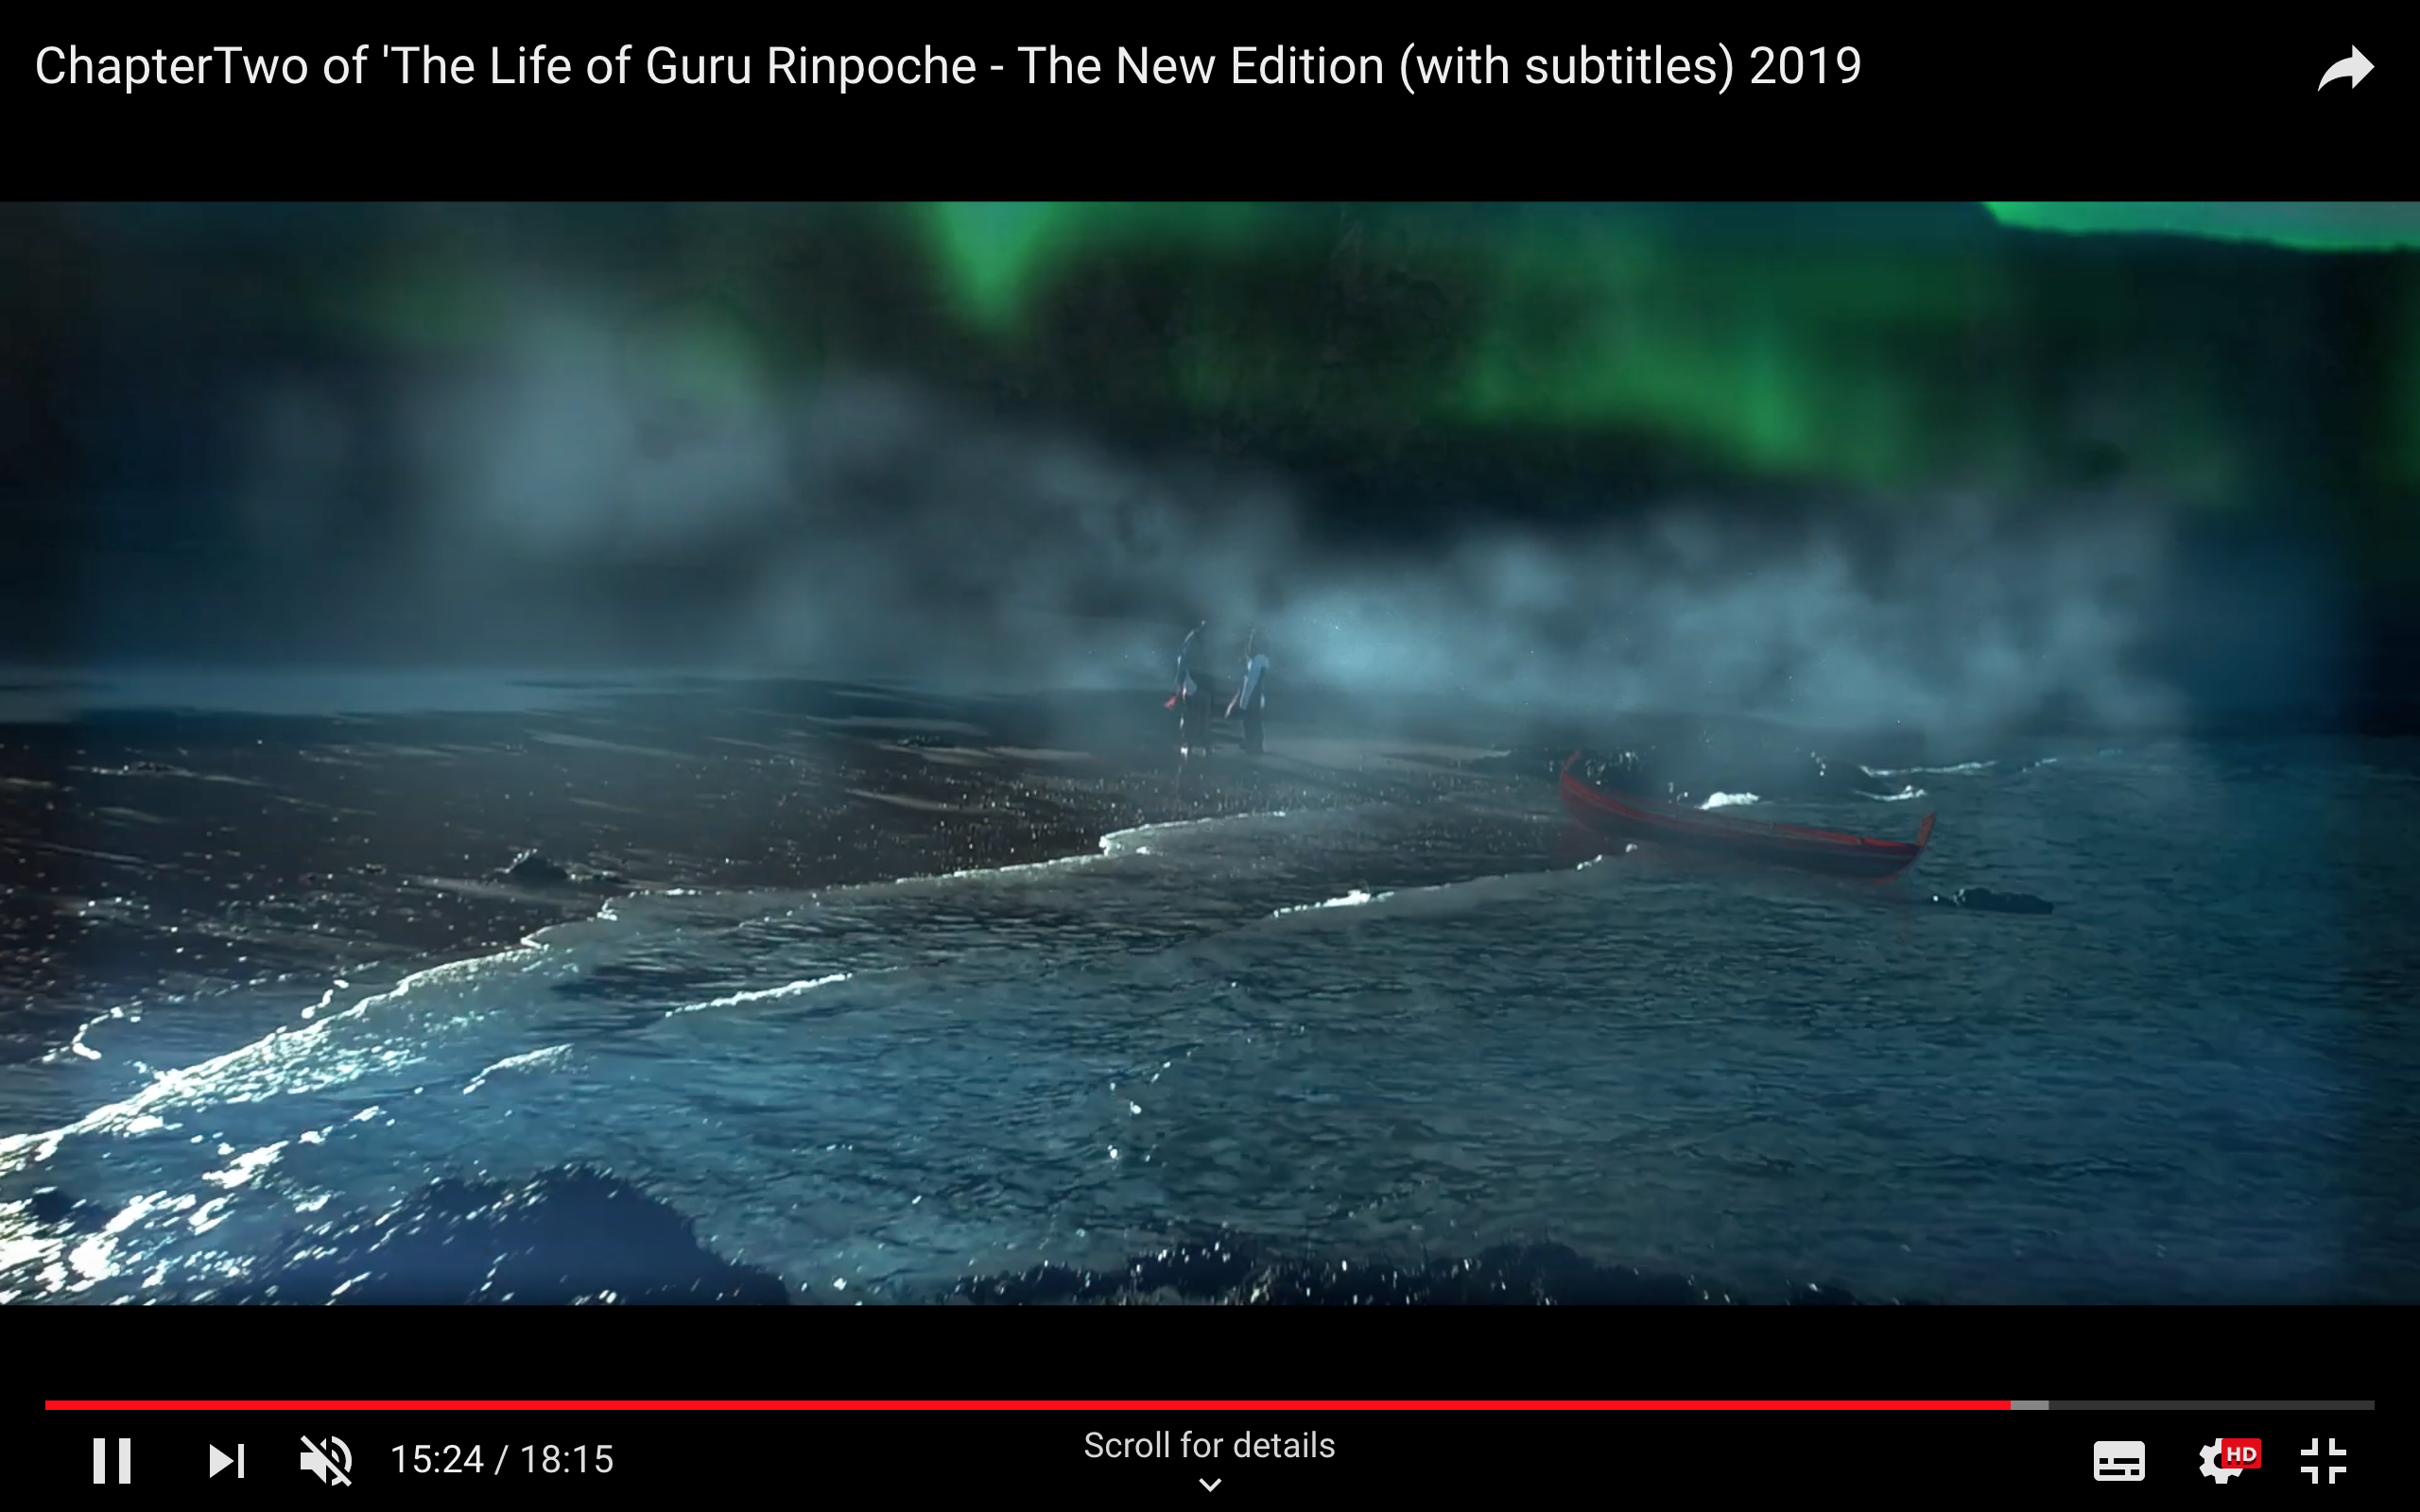 ChapterTwo of 'The Life of Guru Rinpoche - The New Edition (with subtitles) 2019
15:24 / 18:15
Scroll for details
HD